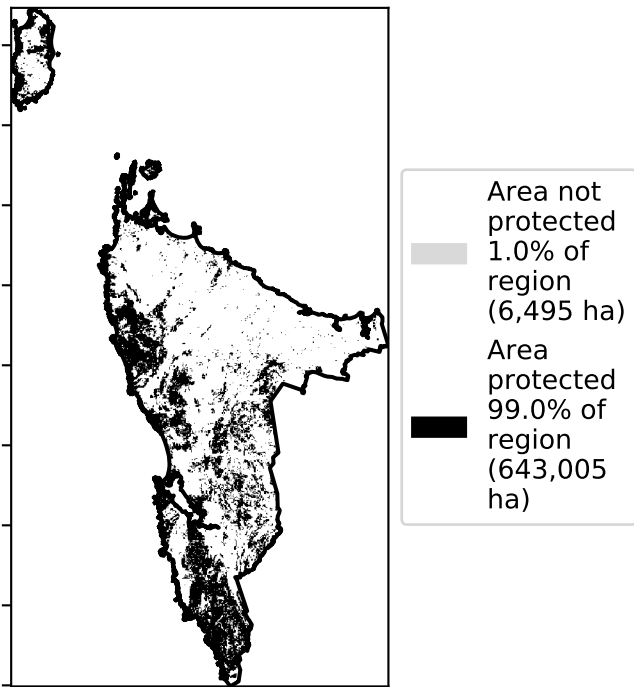 Area not
protected
1.0% of
region
(6,495 ha)
Area
protected
99.0% of
region
(643,005
ha)